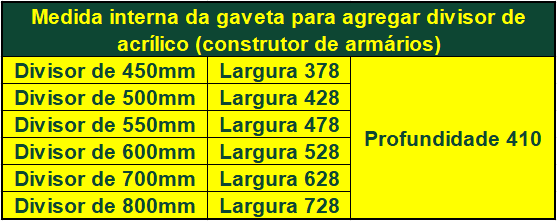 Medida interna da gaveta para agregar divisor de
acrílico (construtor de armários)
Divisor de 450mm Largura 378
Divisor de 500mm Largura 428
Divisor de 550mm Largura 478
Profundidade 410
Divisor de 600mm Largura 528
Divisor de 700mm Largura 628
Divisor de 800mm Largura 728